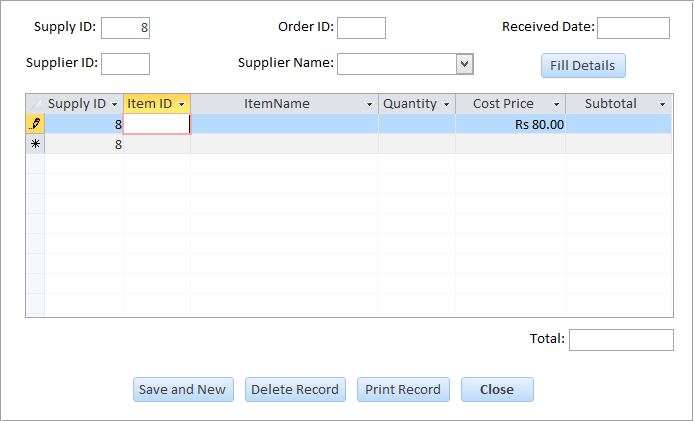 Supply ID: 8 Order ID: Received Date:
Supplier ID: Supplier Name: Fill Details
Supply ID Item ID ItemName Quantity Cost Price Subtotal
8 Rs 80.00
8
Total:
Save and New Delete Record Print Record Close